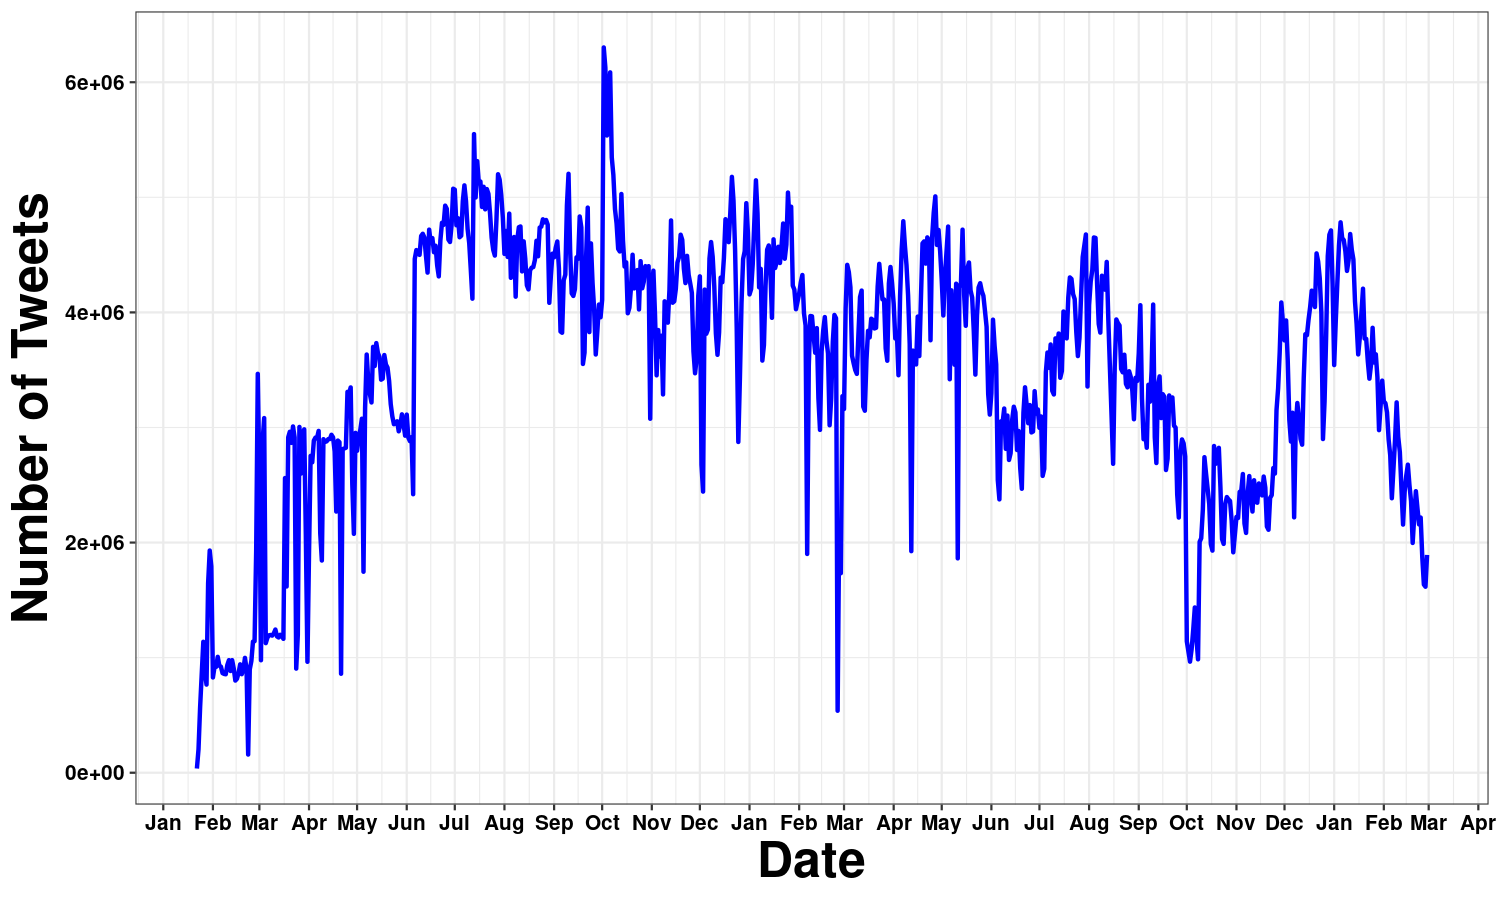 Number of Tweets
6e+06
4e+06
2e+06
0e+00
Jan Feb Mar Apr May Jun Jul Aug Sep Oct Nov Dec Jan Feb Mar Apr May Jun Jul Aug Sep Oct Nov Dec Jan Feb Mar Apr
Date